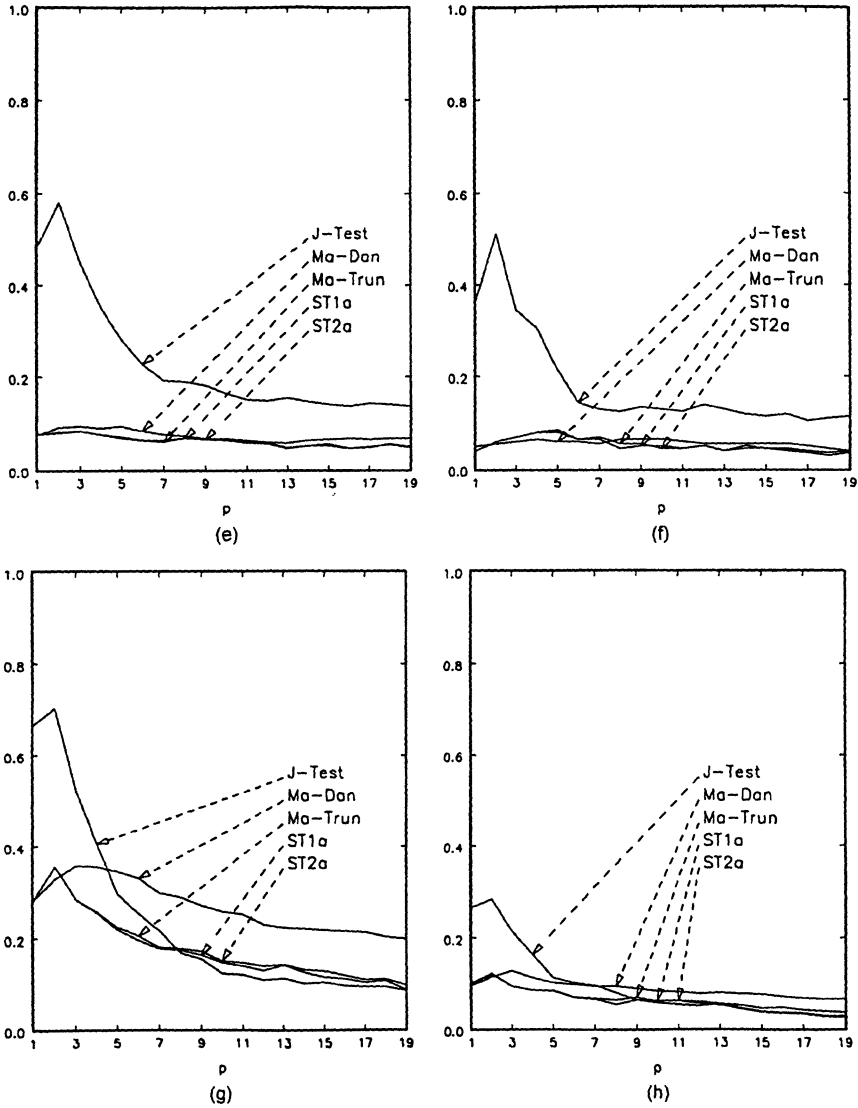 1.0
0.8
0.6
0.4
0.2
0.0
J-Test
Ma-Dan
Ma-Trun
ST1a
ST2a
1 3 5 7 9 11 13 15 17 19
p
(e)
1.0
0.8
0.6
0.4
0.2
0.0
J-Test
Ma-Dan
Ma-Trun
ST1a
ST2a
1 3 5 7 9 11 13 15 17 19
p
(f)
1.0
0.8
0.6
0.4
0.2
0.0
J-Test
Ma-Dan
Ma-Trun
ST1a
ST2a
1 3 5 7 9 11 13 15 17 19
p
(g)
1.0
0.8
0.6
0.4
0.2
0.0
J-Test
Ma-Dan
Ma-Trun
ST1a
ST2a
1 3 5 7 9 11 13 15 17 19
p
(h)